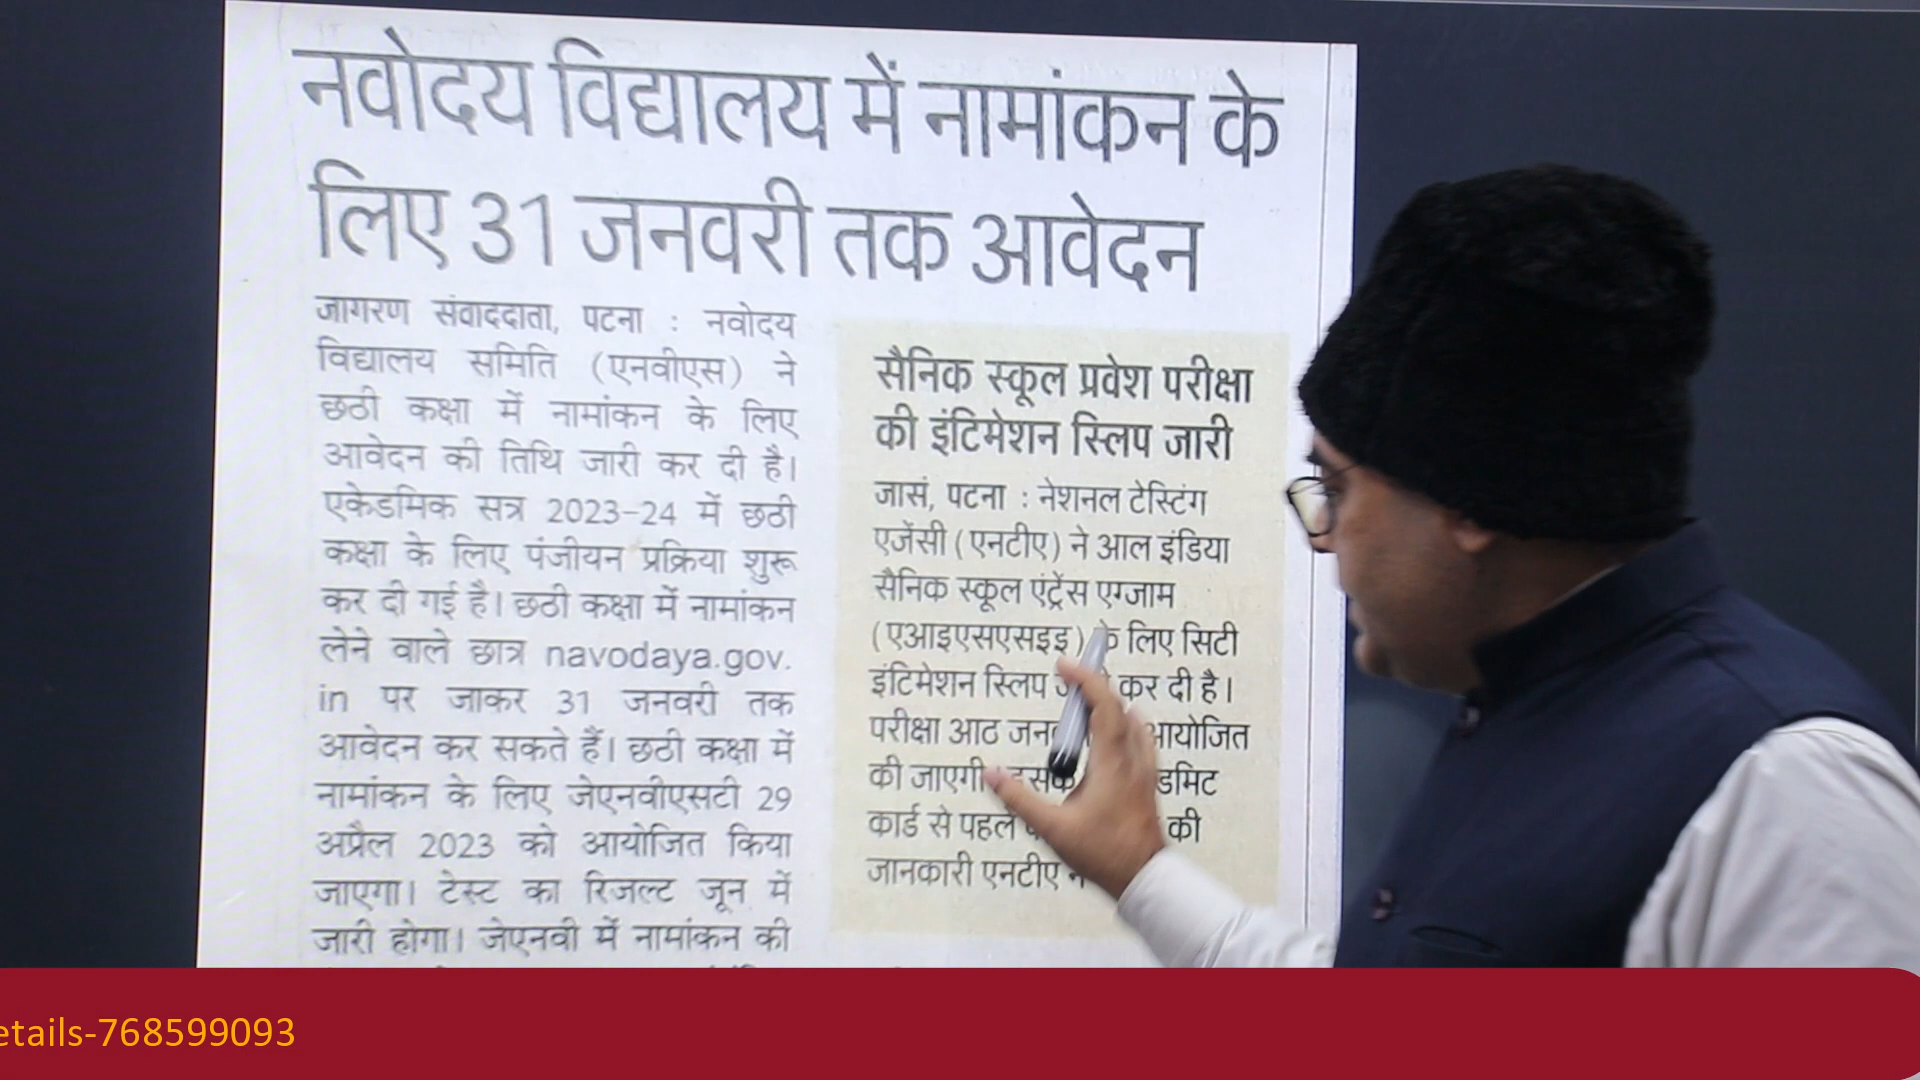 नवोदय विद्यालय में नामांकन के
लिए 31 जनवरी तक आवेदन
जागरण संवाददाता, पटना : नवोदय
विद्यालय समिति (एनवीएस) ने
छठी कक्षा में नामांकन के लिए
आवेदन की तिथि जारी कर दी है।
एकेडमिक सत्र 2023-24 में छठी
कक्षा के लिए पंजीयन प्रक्रिया शुरू
कर दी गई है। छठी कक्षा में नामांकन
लेने वाले छात्र navodaya.gov.
in पर जाकर 31 जनवरी तक
आवेदन कर सकते हैं। छठी कक्षा में
नामांकन के लिए जेएनवीएसटी 29
अप्रैल 2023 को आयोजित किया
जाएगा। टेस्ट का रिजल्ट जून में
जारी होगा। जेएनवी में नामांकन की
सैनिक स्कूल प्रवेश परीक्षा
की इंटिमेशन स्लिप जारी
जासं, पटना : नेशनल टेस्टिंग
एजेंसी (एनटीए) ने आल इंडिया
सैनिक स्कूल एंट्रेंस एग्जाम
(एआइएसएसइइ) के लिए सिटी
इंटिमेशन स्लिप कर दी है।
परीक्षा आठ आयोजित
की जाएगी
कार्ड से पहले की
जानकारी एनटीए
etails-768599093